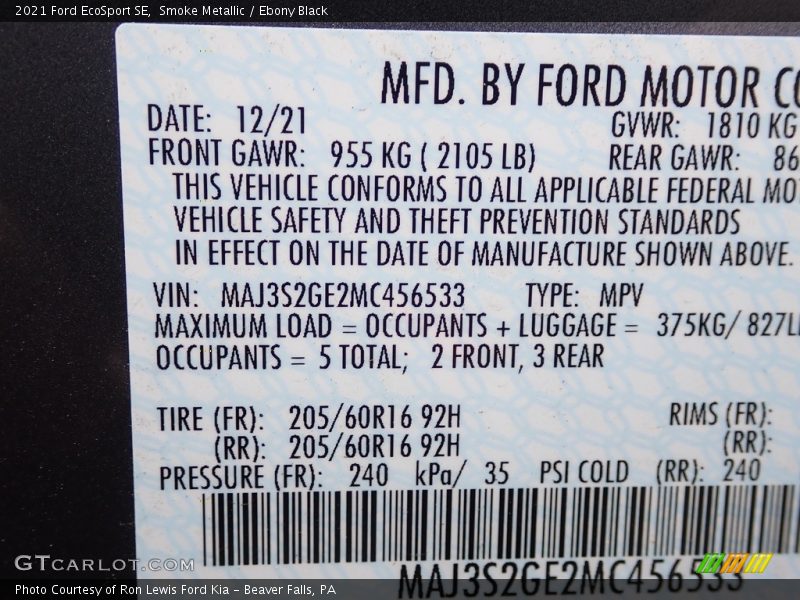 2021 Ford EcoSport SE, Smoke Metallic / Ebony Black
MFD. BY FORD MOTOR CO
DATE: 12/21 GVWR: 1810 KG
FRONT GAWR: 955 KG ( 2105 LB) REAR GAWR: 86
THIS VEHICLE CONFORMS TO ALL APPLICABLE FEDERAL MOT
VEHICLE SAFETY AND THEFT PREVENTION STANDARDS
IN EFFECT ON THE DATE OF MANUFACTURE SHOWN ABOVE.
VIN: MAJ3S2GE2MC456533 TYPE: MPV
MAXIMUM LOAD = OCCUPANTS + LUGGAGE = 375KG/ 827L
OCCUPANTS = 5 TOTAL; 2 FRONT, 3 REAR
TIRE (FR): 205/60R16 92H RIMS (FR):
(RR): 205/60R16 92H (RR):
PRESSURE (FR): 240 kPa/ 35 PSI COLD (RR): 240
MAJ3S2GE2MC456533
GTCARLOT.COM
Photo Courtesy of Ron Lewis Ford Kia - Beaver Falls, PA